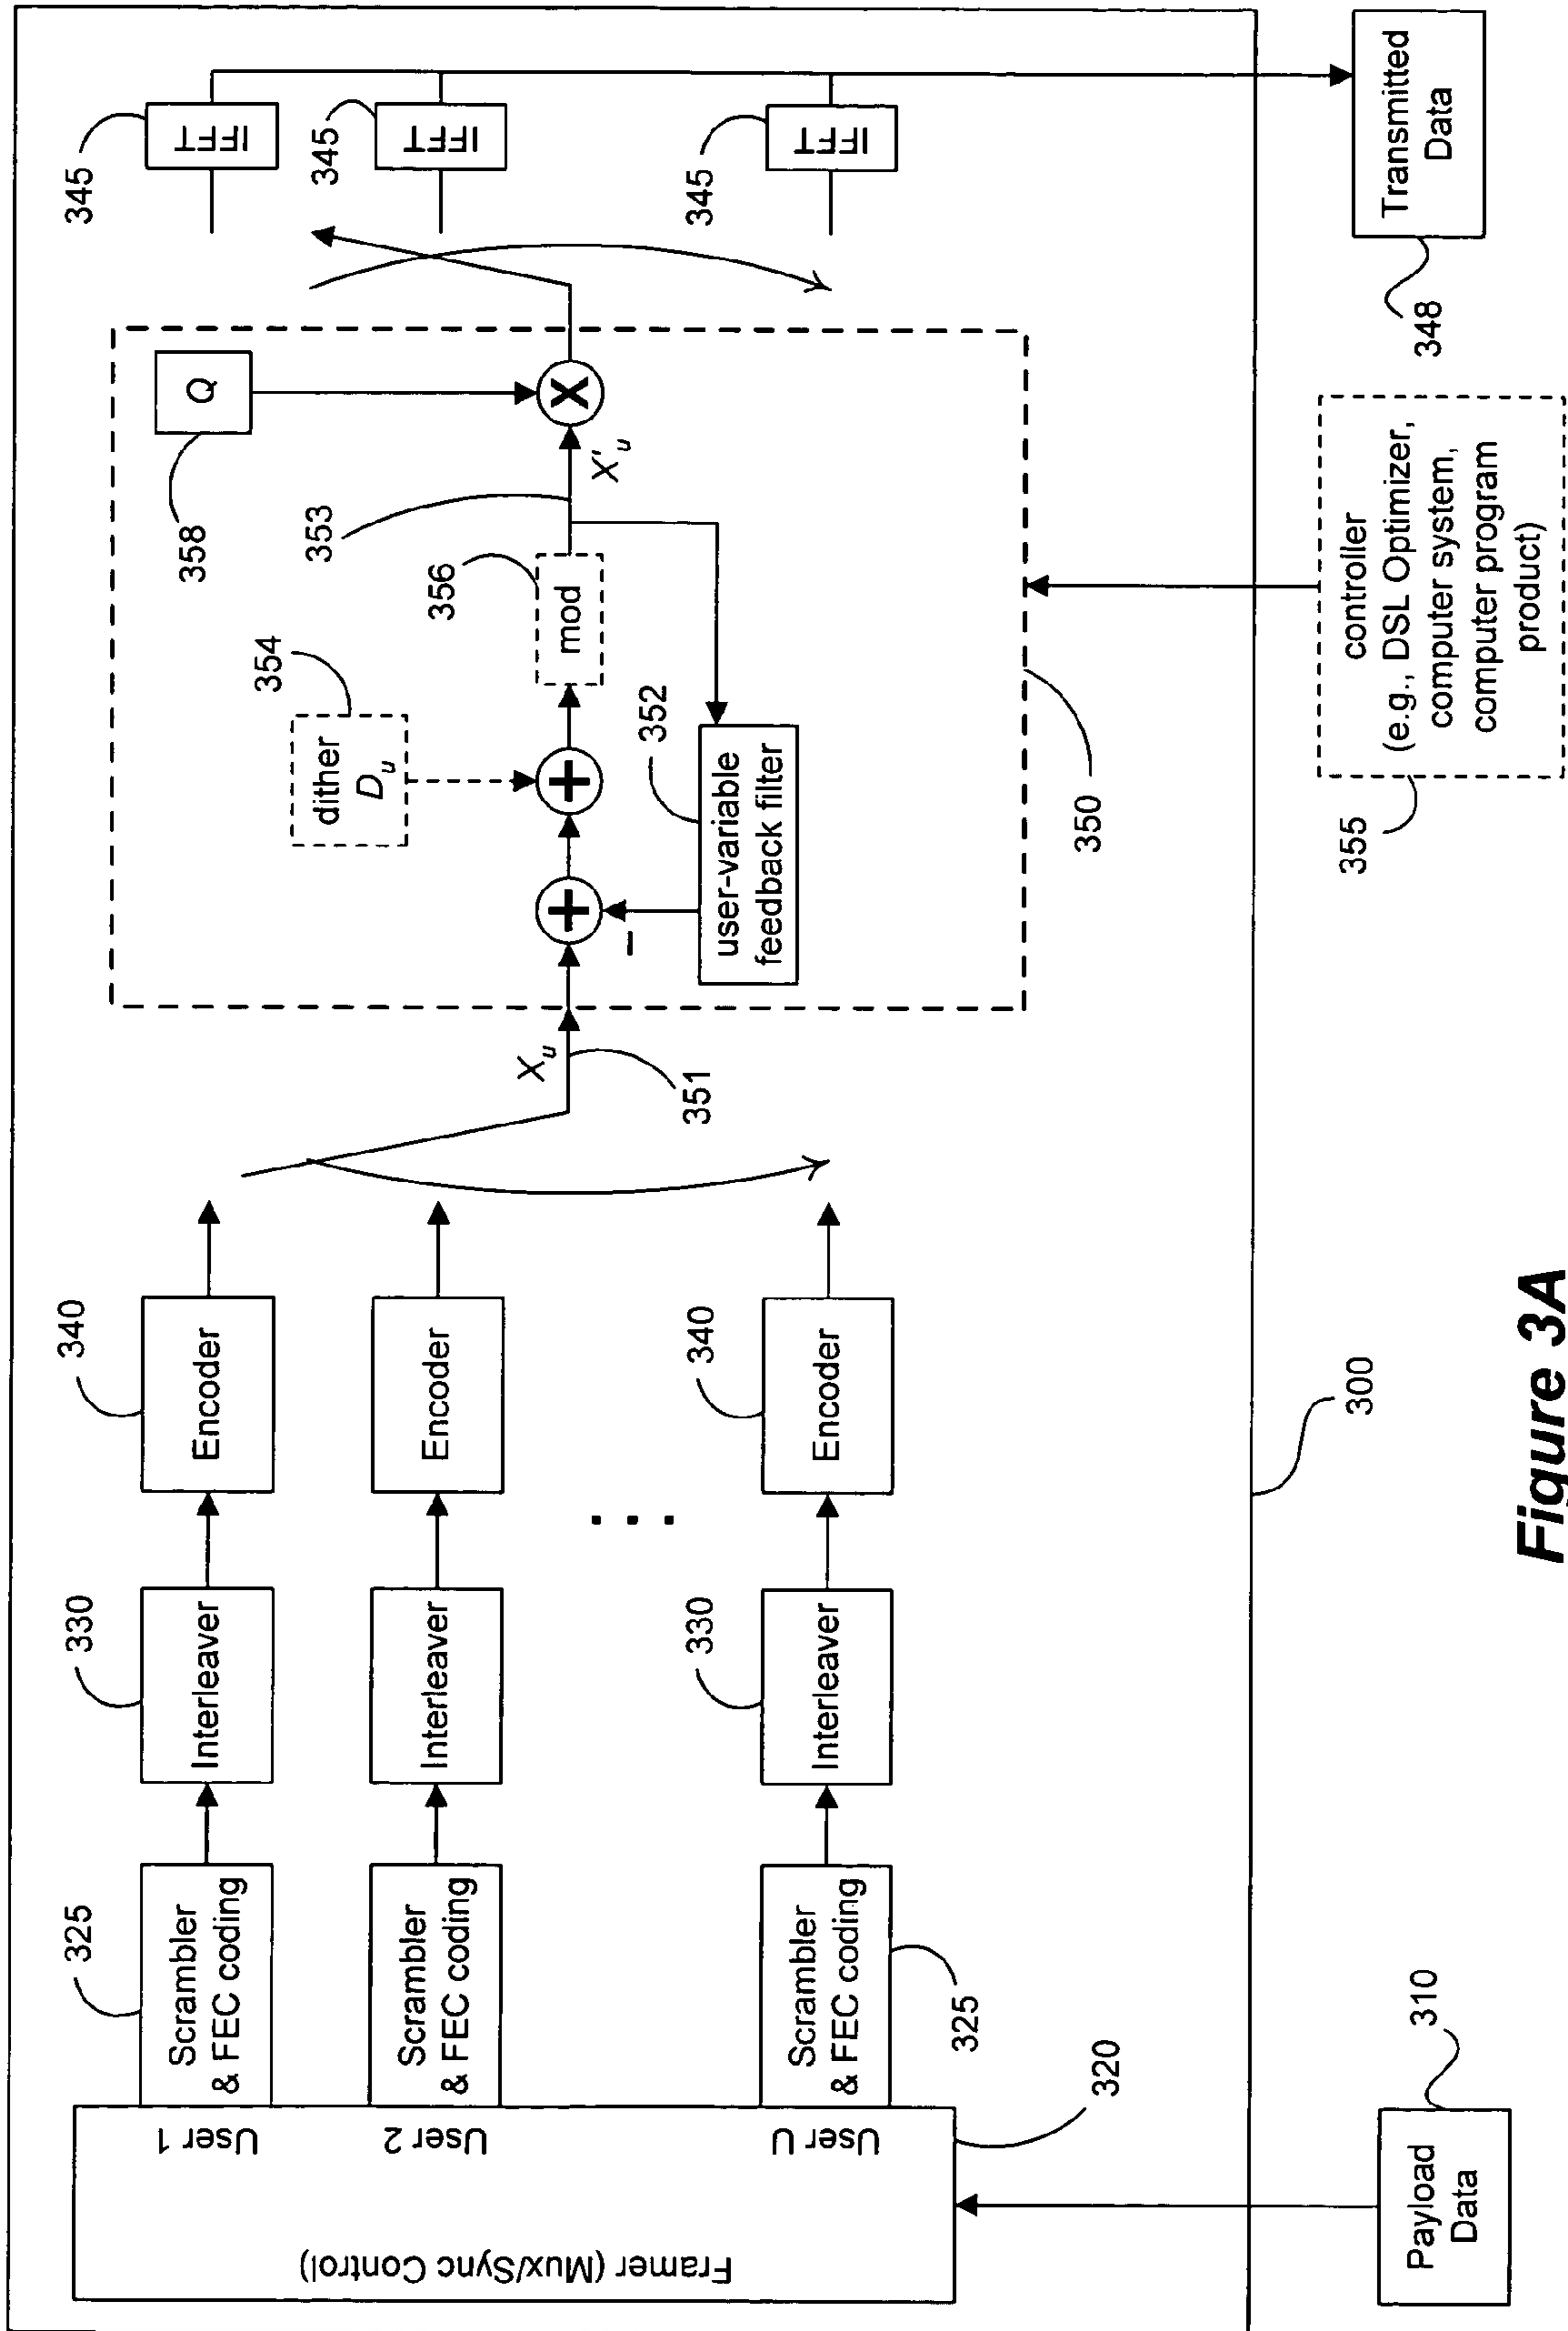 300
Framer (Mux/Sync Control)
User 1
User 2
User U
320
325
Scrambler
& FEC coding
330
Interleaver
340
Encoder
Scrambler
& FEC coding
Interleaver
Encoder
. . .
Scrambler
& FEC coding
325
330
Interleaver
340
Encoder
X u
351
350
+
−
user-variable
feedback filter
352
+
dither
D u
354
mod
356
353
X' u
X
Q
358
345
IFFT
345
IFFT
345
IFFT
Payload
Data
310
controller
(e.g., DSL Optimizer,
computer system,
computer program
product)
355
Transmitted
Data
348
Figure 3A